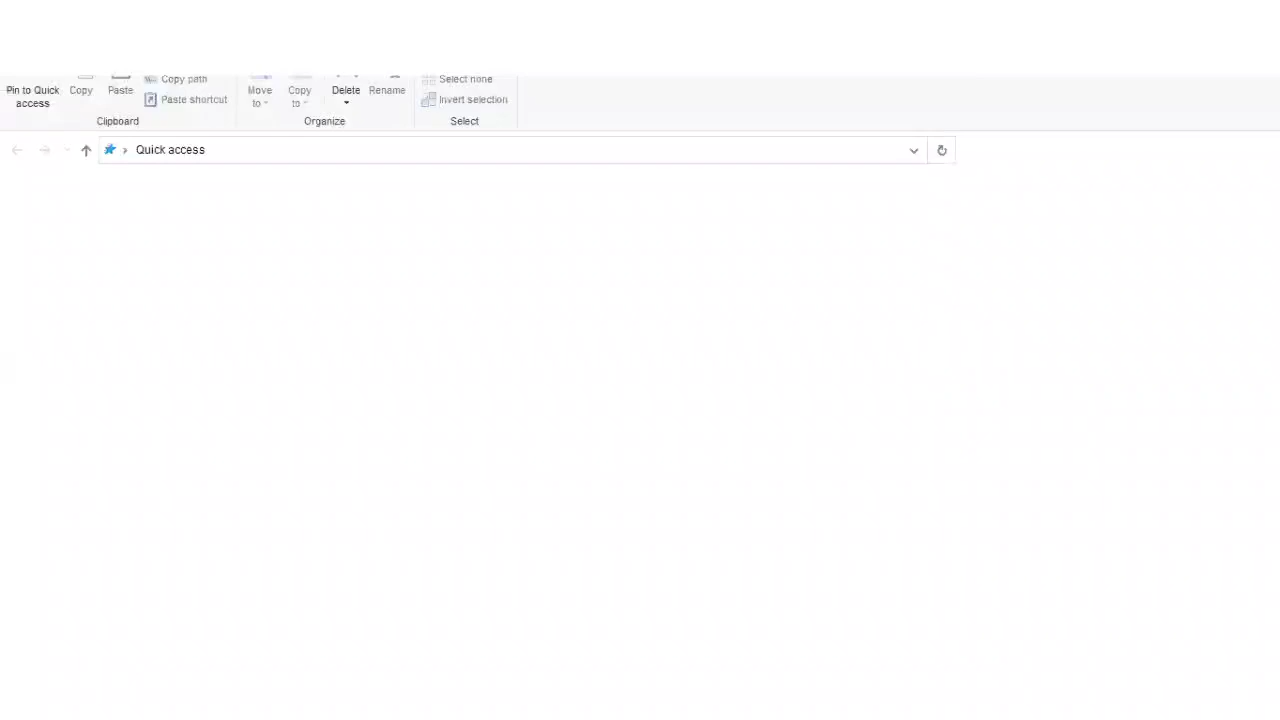 Copy path
Select none
Pin to Quick access
Copy
Paste
Paste shortcut
Move to
Copy to
Delete
Rename
Invert selection
Clipboard
Organize
Select
Quick access